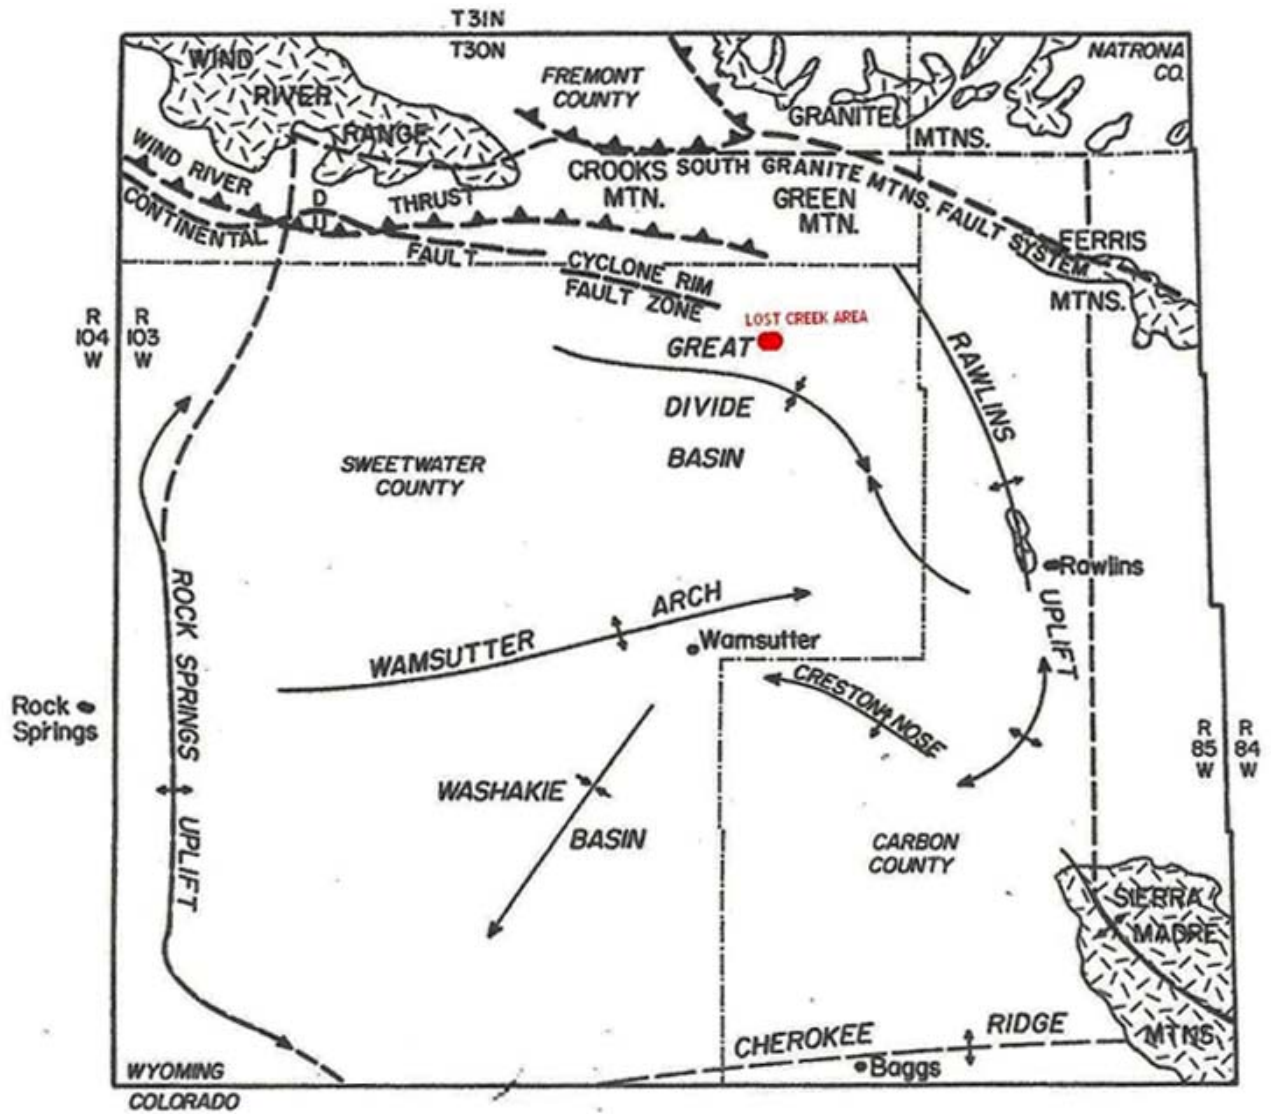 T31N
T30N
WIND
RIVER
RANGE
FREMONT
COUNTY
NATRONA
CO.
GRANITE
MTNS.
WIND RIVER
THRUST
CONTINENTAL
FAULT
D
U
CROOKS
MTN.
SOUTH GRANITE MTNS. FAULT SYSTEM
GREEN
MTN.
FERRIS
MTNS.
CYCLONE RIM
FAULT ZONE
R
104
W
R
103
W
LOST CREEK AREA
GREAT
DIVIDE
BASIN
RAWLINS
UPLIFT
SWEETWATER
COUNTY
Rawlins
ROCK SPRINGS UPLIFT
WAMSUTTER ARCH
Wamsutter
Rock
Springs
CRESTON NOSE
R
85
W
R
84
W
WASHAKIE
BASIN
CARBON
COUNTY
SIERRA
MADRE
MTNS
CHEROKEE RIDGE
Baggs
WYOMING
COLORADO